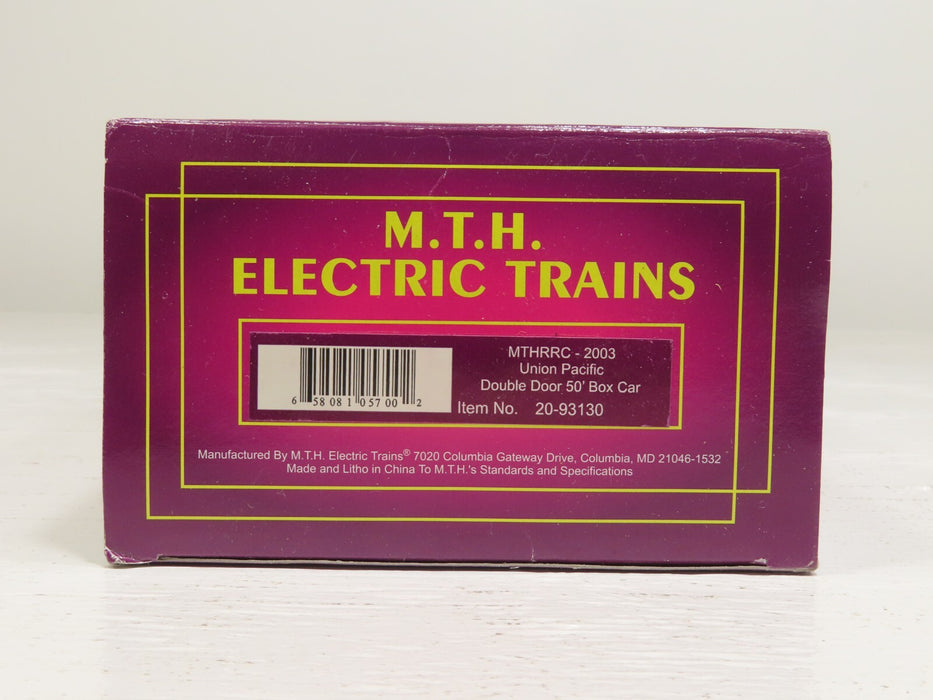 M.T.H.
ELECTRIC TRAINS
MTHRRC - 2003
Union Pacific
Double Door 50' Box Car
Item No. 20-93130
6 58081 05700 2
Manufactured By M.T.H. Electric Trains® 7020 Columbia Gateway Drive, Columbia, MD 21046-1532
Made and Litho in China To M.T.H.'s Standards and Specifications